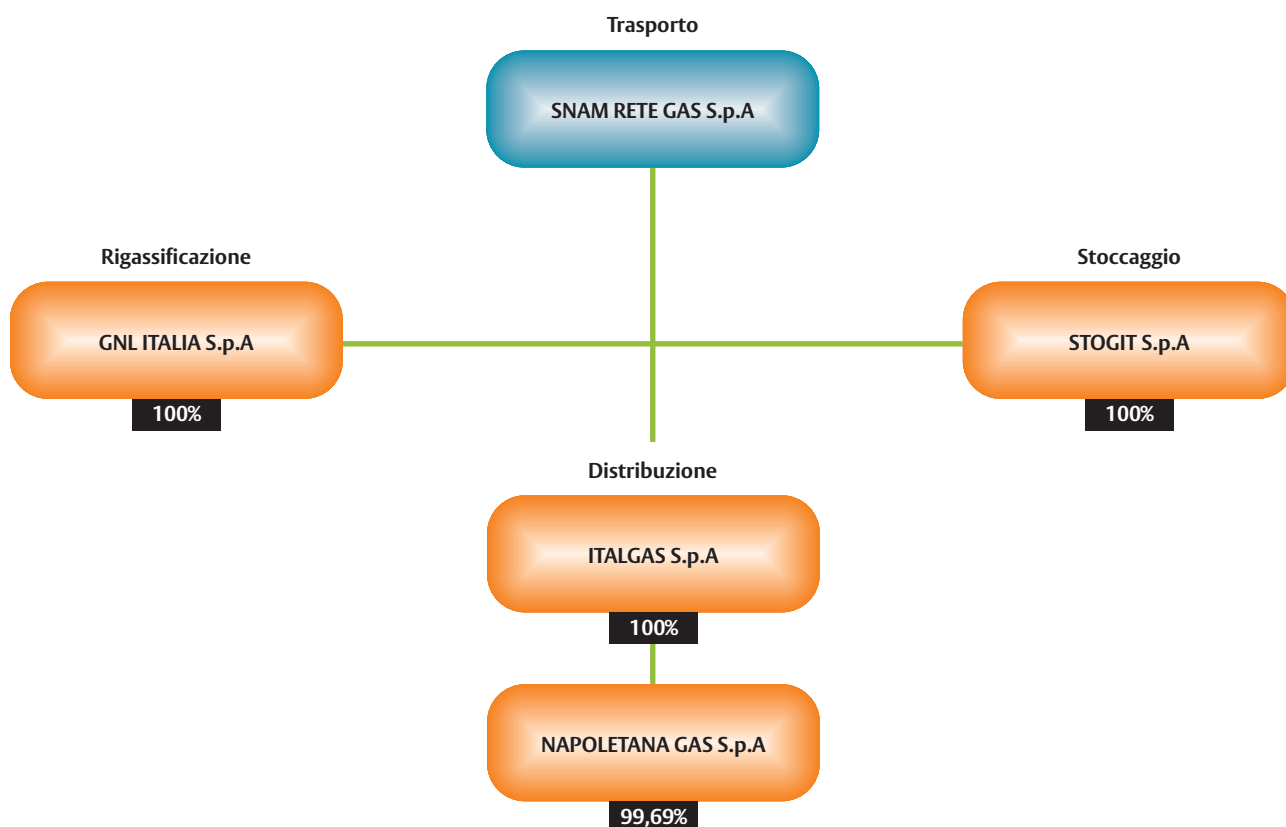 Trasporto
SNAM RETE GAS S.p.A
Rigassificazione
GNL ITALIA S.p.A
100%
Stoccaggio
STOGIT S.p.A
100%
Distribuzione
ITALGAS S.p.A
100%
NAPOLETANA GAS S.p.A
99,69%